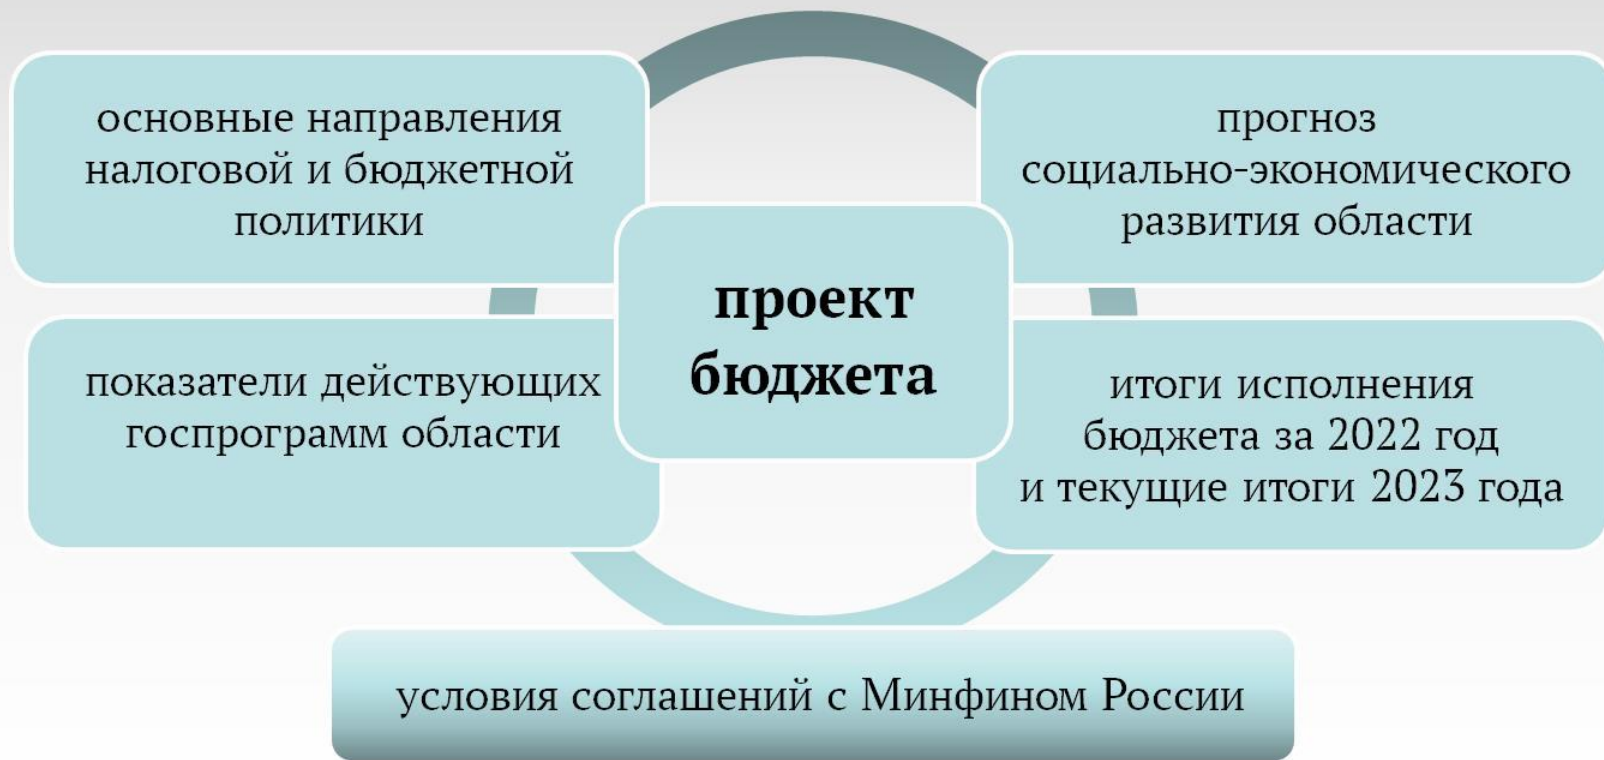 основные направления
налоговой и бюджетной
политики
прогноз
социально-экономического
развития области
проект
бюджета
показатели действующих
госпрограмм области
итоги исполнения
бюджета за 2022 год
и текущие итоги 2023 года
условия соглашений с Минфином России